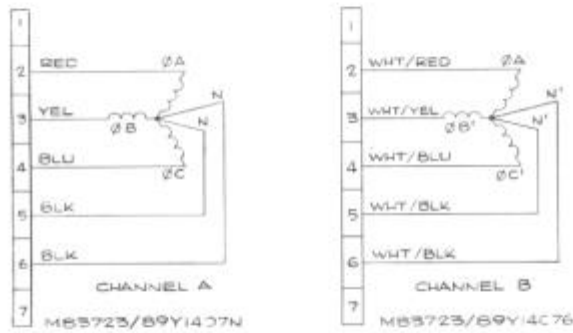 1
2 RED ØA
N
3 YEL ØB N
4 BLU ØC
5 BLK
6 BLK
CHANNEL A
7
M83723/89Y1407N
1
2 WHT/RED ØA
N'
3 WHT/YEL ØB' N'
4 WHT/BLU ØC'
5 WHT/BLK
6 WHT/BLK
CHANNEL B
7
M83723/89Y14C76